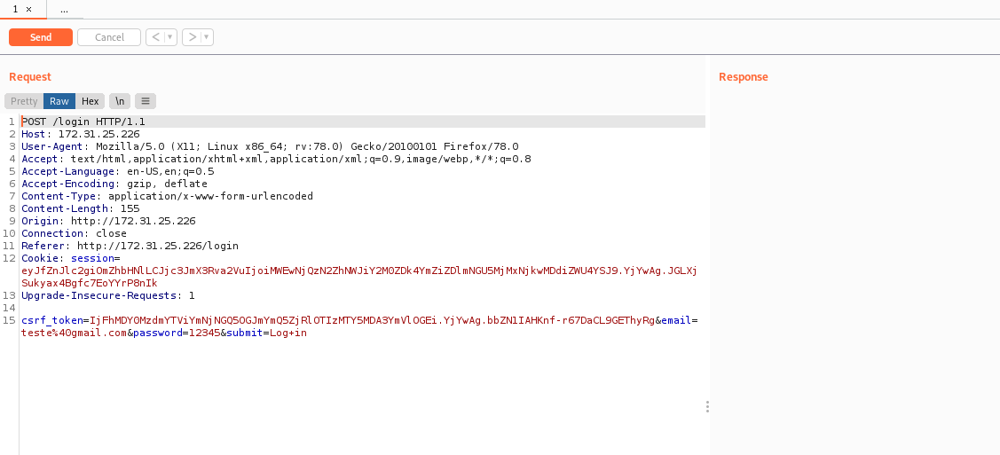 1 × ...
Send Cancel < ▼ > ▼
Request Response
Pretty Raw Hex \n ≡
1 POST /login HTTP/1.1
2 Host: 172.31.25.226
3 User-Agent: Mozilla/5.0 (X11; Linux x86_64; rv:78.0) Gecko/20100101 Firefox/78.0
4 Accept: text/html,application/xhtml+xml,application/xml;q=0.9,image/webp,*/*;q=0.8
5 Accept-Language: en-US,en;q=0.5
6 Accept-Encoding: gzip, deflate
7 Content-Type: application/x-www-form-urlencoded
8 Content-Length: 155
9 Origin: http://172.31.25.226
10 Connection: close
11 Referer: http://172.31.25.226/login
12 Cookie: session=
eyJfZnJlc2giOmZhbHNlLCJjc3JmX3Rva2VuIjoiMWEwNjQzN2ZhNWJiY2M0ZDk4YmZiZDlmNGU5MjMxNjkwMDdiZWU4YSJ9.YjYwAg.JGLXj
Sukyax4Bgfc7EoYYrP8nIk
13 Upgrade-Insecure-Requests: 1
14
15 csrf_token=IjFhMDY0MzdmYTViYmNjNGQ5OGJmYmQ5ZjRlOTIzMTY5MDA3YmVlOGEi.YjYwAg.bbZN1IAHKnf-r67DaCL9GEThyRg&email=
teste%40gmail.com&password=12345&submit=Log+in